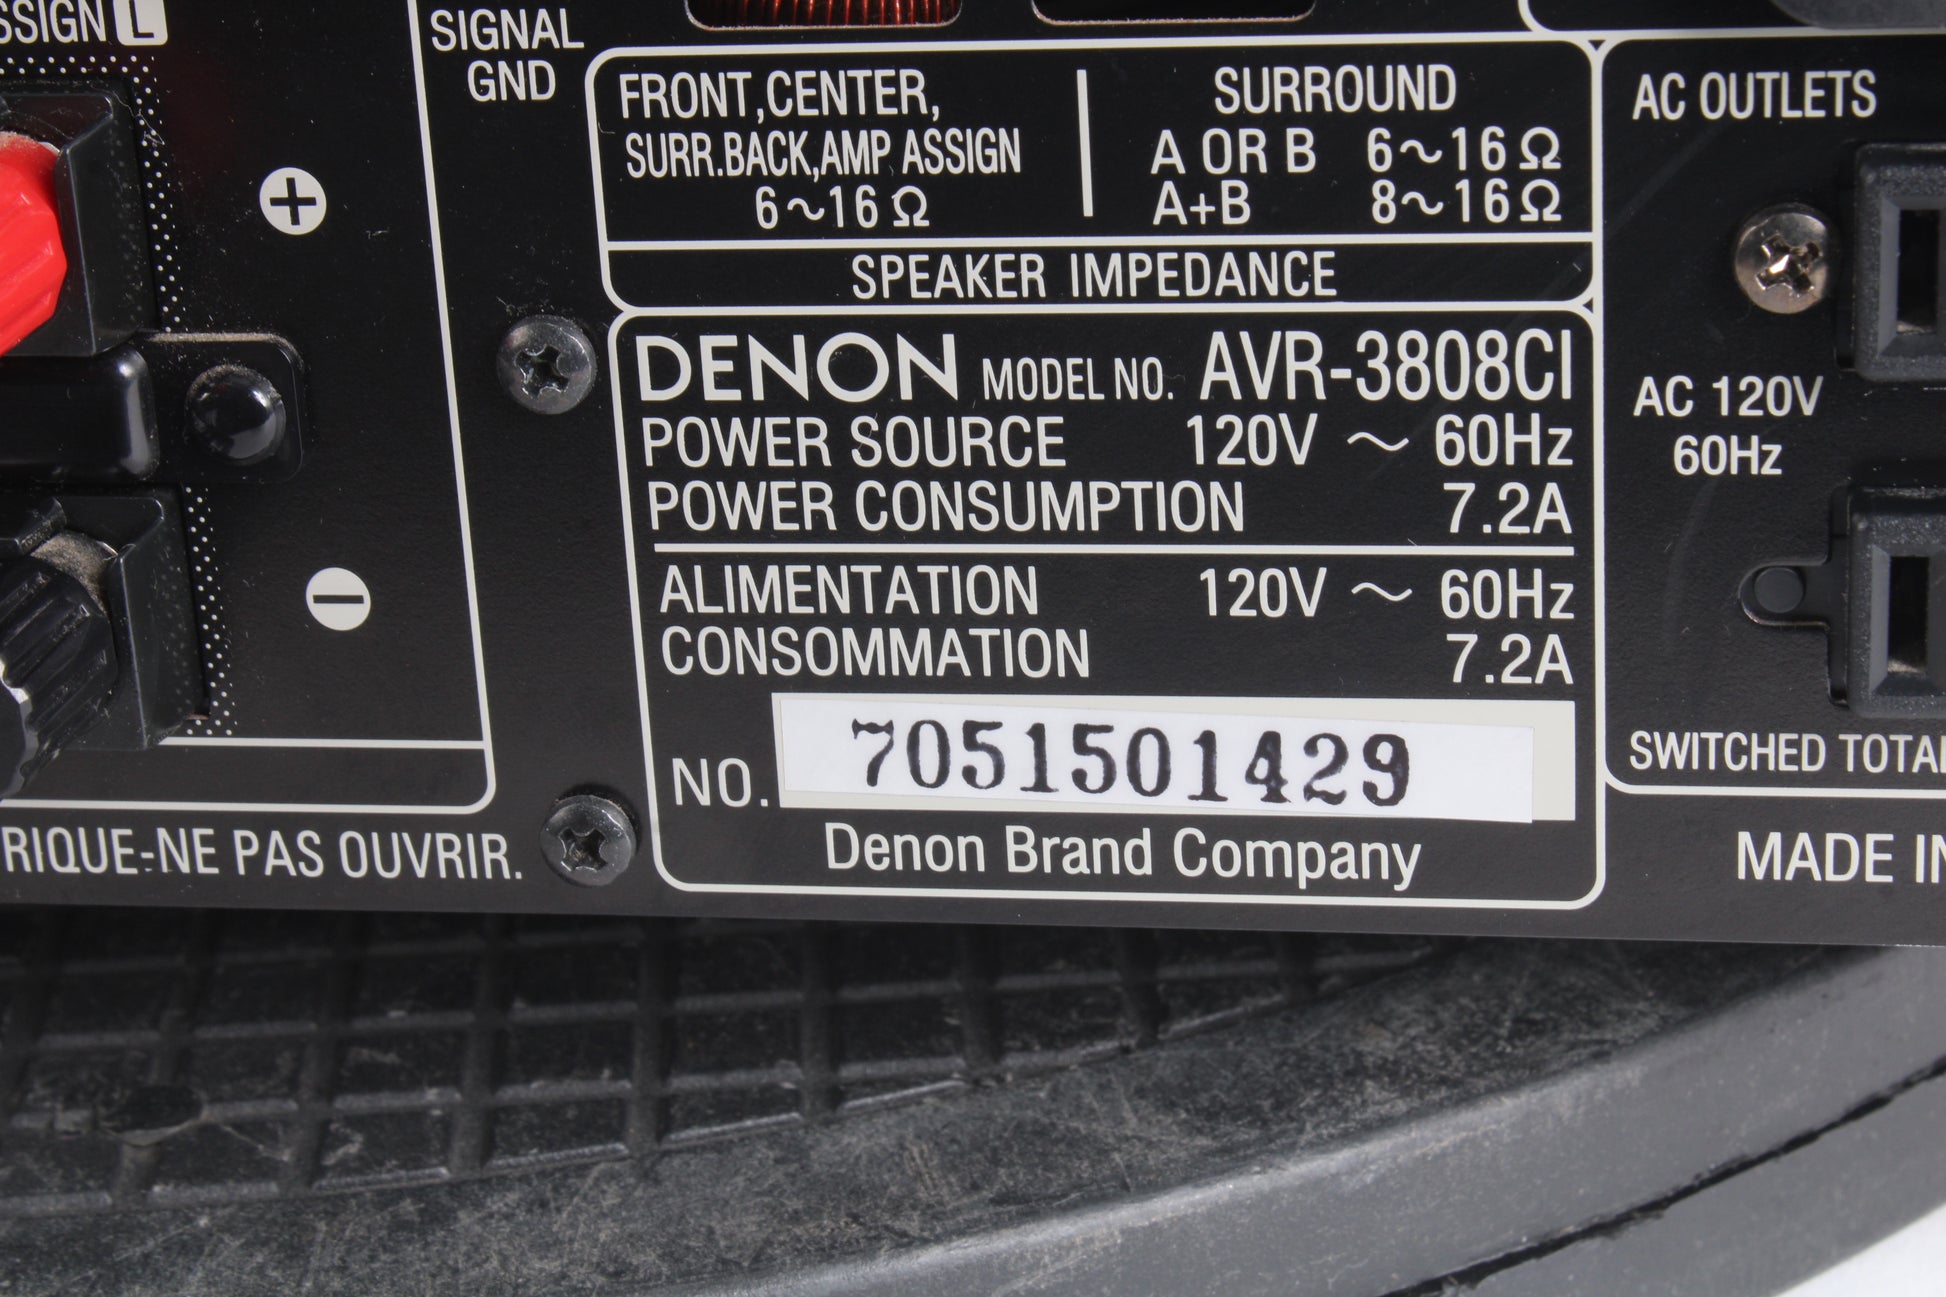 SSIGN L
SIGNAL
GND
FRONT,CENTER,
SURR.BACK,AMP ASSIGN
6~16Ω
SURROUND
A OR B 6~16Ω
A+B 8~16Ω
SPEAKER IMPEDANCE
AC OUTLETS
AC 120V
60Hz
SWITCHED TOTA
DENON MODEL NO. AVR-3808CI
POWER SOURCE 120V ~ 60Hz
POWER CONSUMPTION 7.2A
ALIMENTATION 120V ~ 60Hz
CONSOMMATION 7.2A
NO. 7051501429
Denon Brand Company
RIQUE-NE PAS OUVRIR.
MADE IN